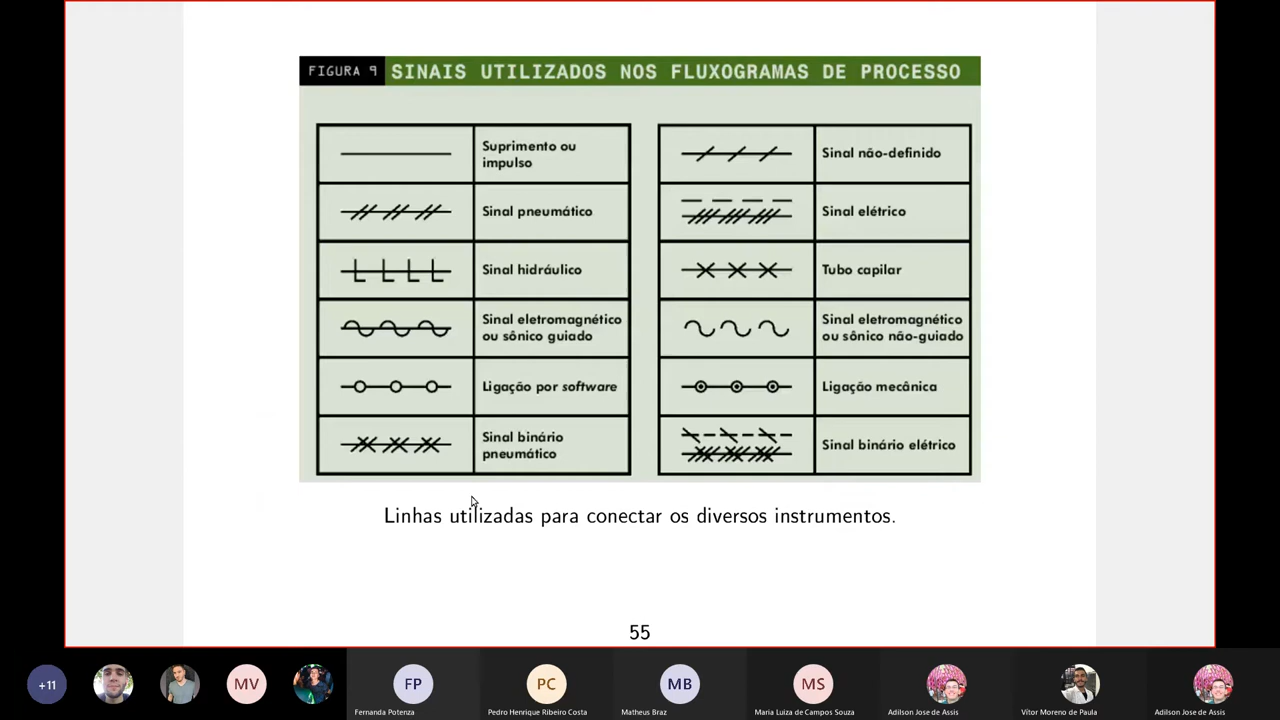 FIGURA 9 SINAIS UTILIZADOS NOS FLUXOGRAMAS DE PROCESSO
Suprimento ou
impulso
Sinal pneumático
Sinal hidráulico
Sinal eletromagnético
ou sônico guiado
Ligação por software
Sinal binário
pneumático
Sinal não-definido
Sinal elétrico
Tubo capilar
Sinal eletromagnético
ou sônico não-guiado
Ligação mecânica
Sinal binário elétrico
Linhas utilizadas para conectar os diversos instrumentos.
55
+11
MV
FP
PC
MB
MS
Fernanda Potenza
Pedro Henrique Ribeiro Costa
Matheus Braz
Maria Luiza de Campos Souza
Adilson Jose de Assis
Vítor Moreno de Paula
Adilson Jose de Assis